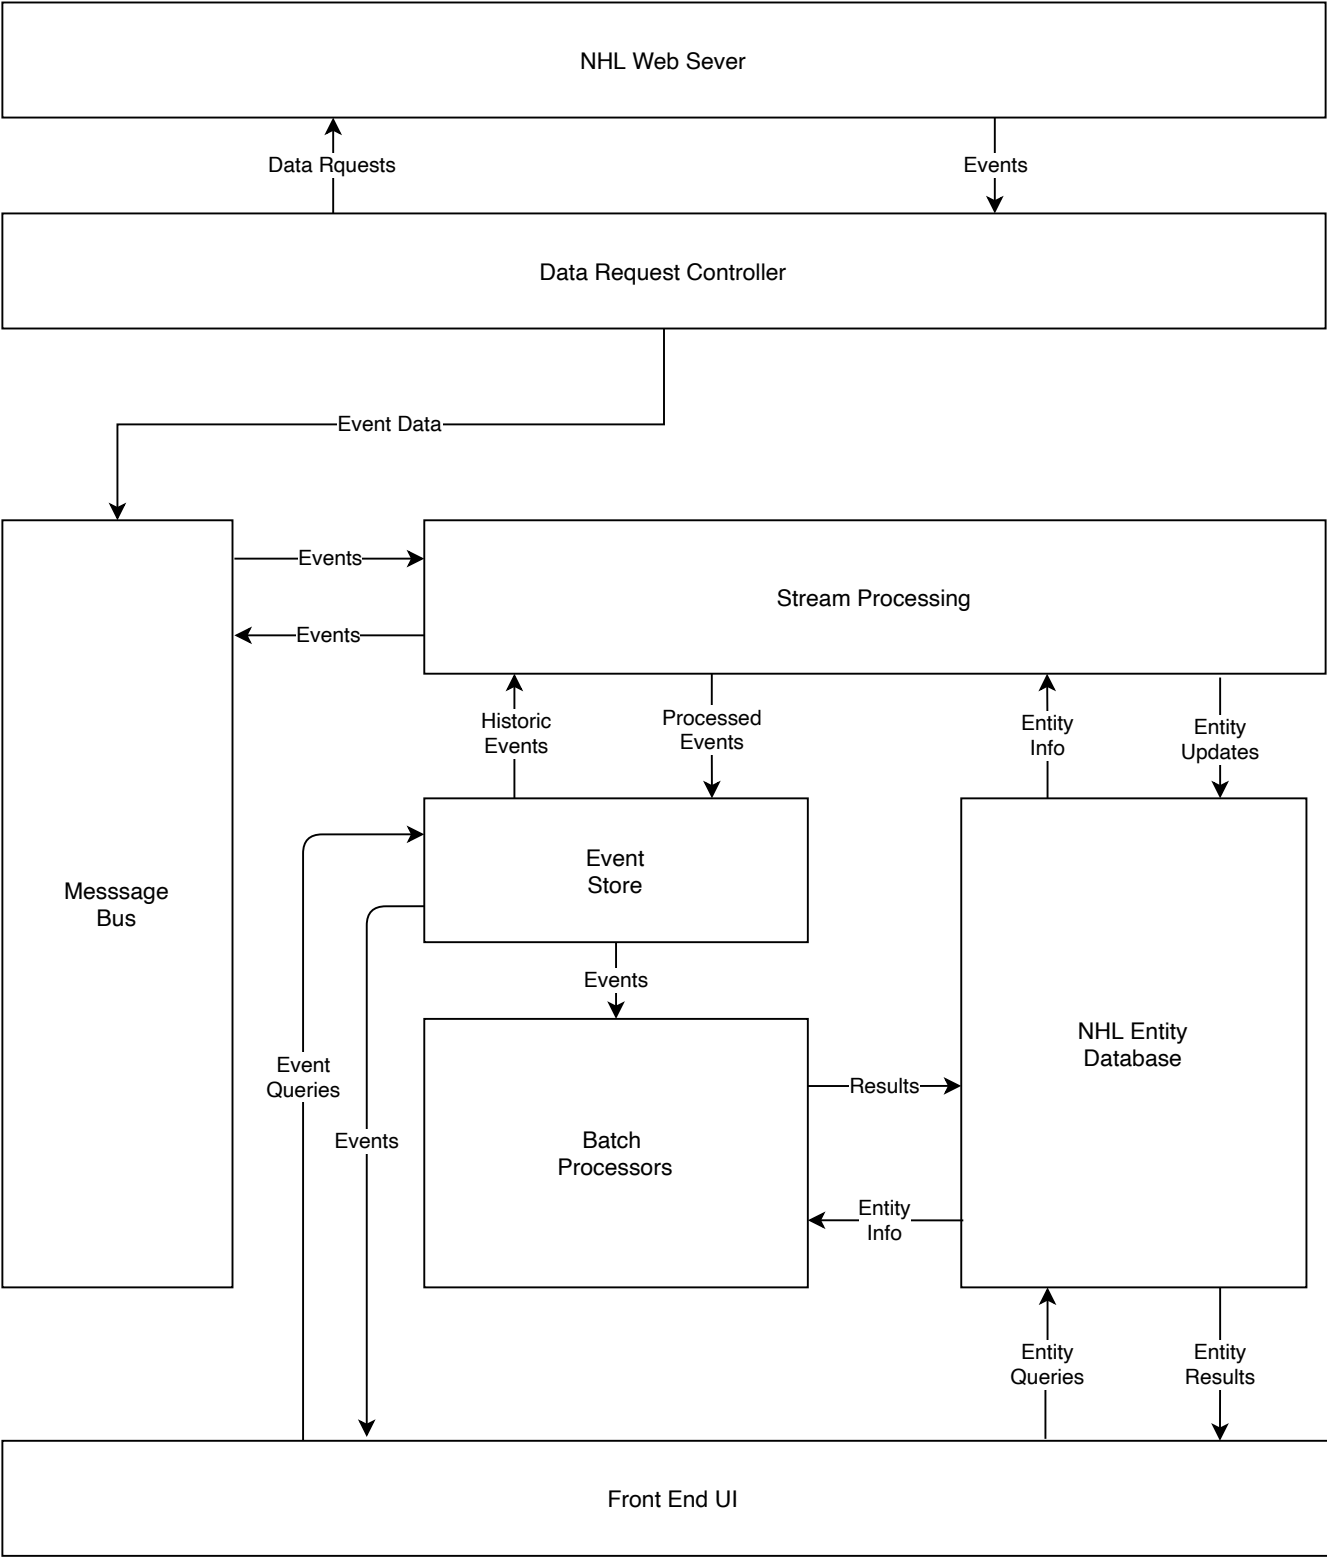 NHL Web Sever
Data Rquests
Events
Data Request Controller
Event Data
Events
Stream Processing
Events
Historic
Events
Processed
Events
Entity
Info
Entity
Updates
Event
Store
Messsage
Bus
Events
NHL Entity
Database
Event
Queries
Results
Events
Batch
Processors
Entity
Info
Entity
Queries
Entity
Results
Front End UI